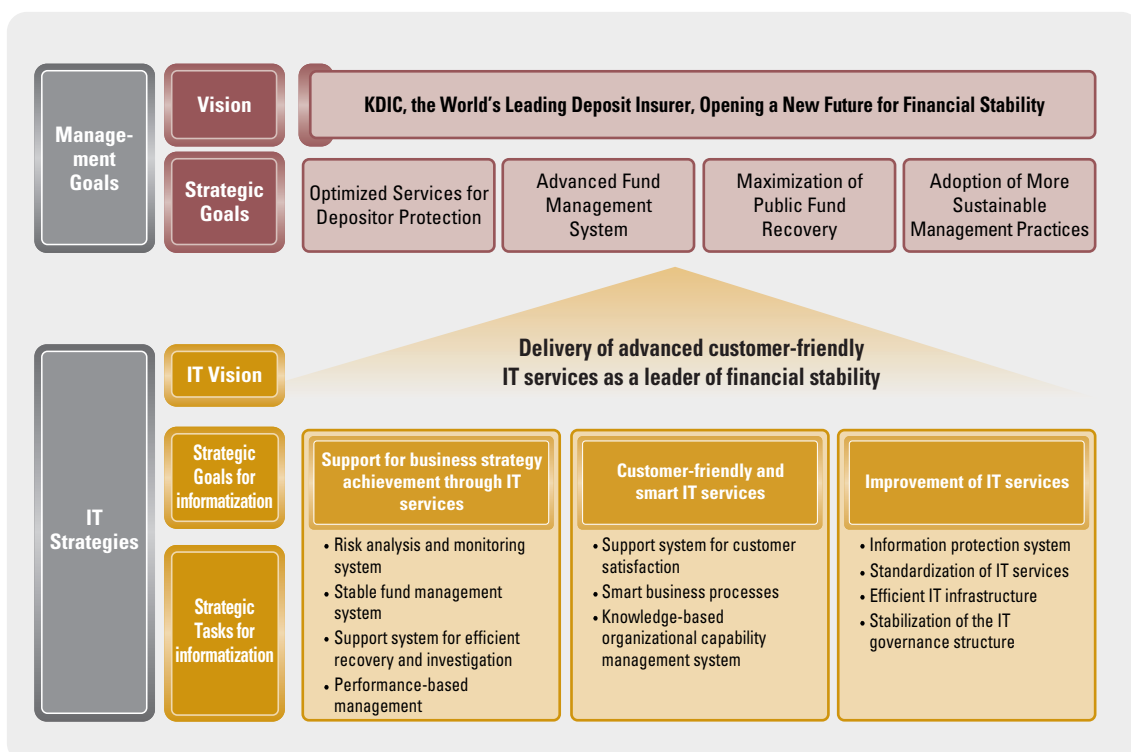 Manage-
ment
Goals
Vision
KDIC, the World's Leading Deposit Insurer, Opening a New Future for Financial Stability
Strategic
Goals
Optimized Services for
Depositor Protection
Advanced Fund
Management
System
Maximization of
Public Fund
Recovery
Adoption of More
Sustainable
Management Practices
IT
Strategies
IT Vision
Delivery of advanced customer-friendly
IT services as a leader of financial stability
Strategic
Goals for
informatization
Support for business strategy
achievement through IT
services
Customer-friendly and
smart IT services
Improvement of IT services
Strategic
Tasks for
informatization
• Risk analysis and monitoring
system
• Stable fund management
system
• Support system for efficient
recovery and investigation
• Performance-based
management
• Support system for customer
satisfaction
• Smart business processes
• Knowledge-based
organizational capability
management system
• Information protection system
• Standardization of IT services
• Efficient IT infrastructure
• Stabilization of the IT
governance structure